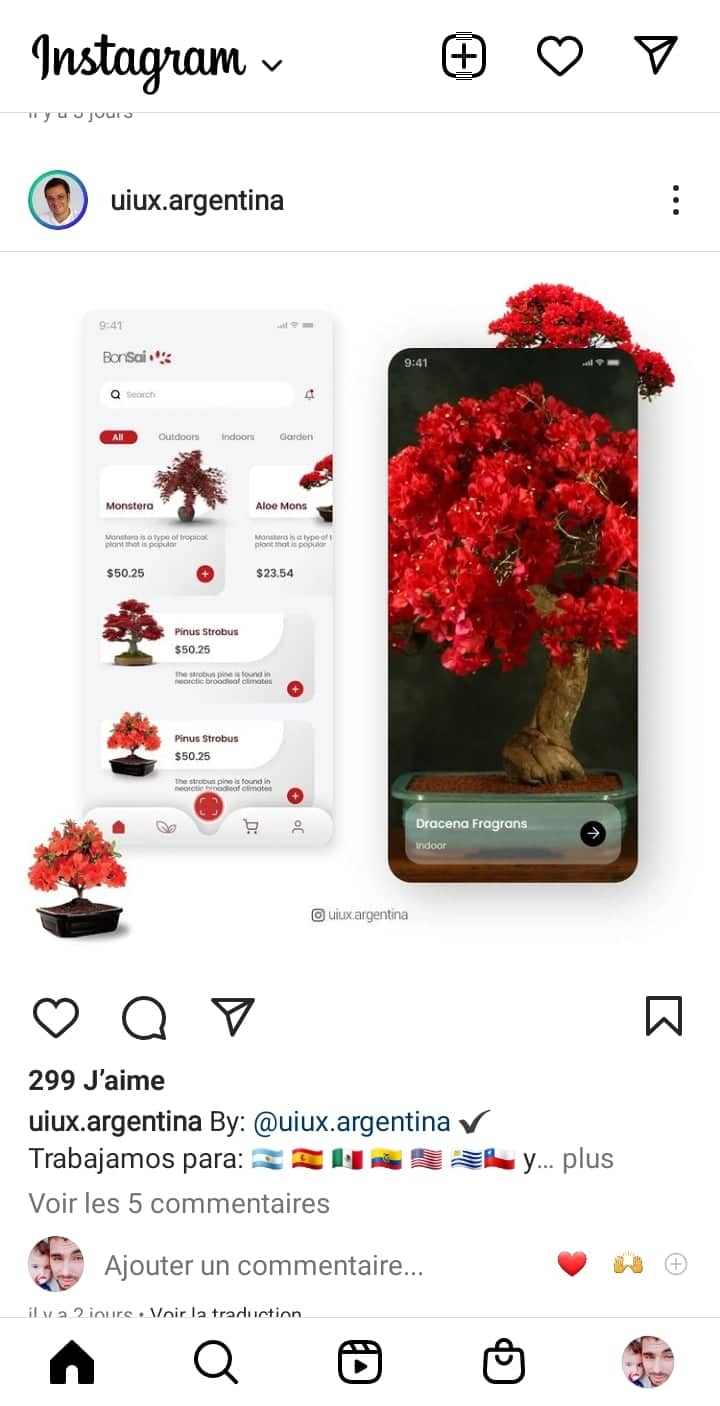 Instagram
il y a 3 jours
uiux.argentina
9:41
BonSai
Search
All Outdoors Indoors Garden
Monstera
Monstera is a type of tropical plant that is popular
$50.25
Aloe Mons
Monstera is a type of t
plant that is popular
$23.54
Pinus Strobus
$50.25
The strobus pine is found in
nearctic broadleaf climates
Pinus Strobus
$50.25
The strobus pine is found in
nearctic broadleaf climates
9:41
Dracena Fragrans
Indoor
uiux.argentina
299 J'aime
uiux.argentina By: @uiux.argentina ✔
Trabajamos para: 🇦🇷 🇪🇸 🇲🇽 🇪🇨 🇺🇸 🇺🇾🇨🇱 y… plus
Voir les 5 commentaires
Ajouter un commentaire...
il y a 2 jours • Voir la traduction